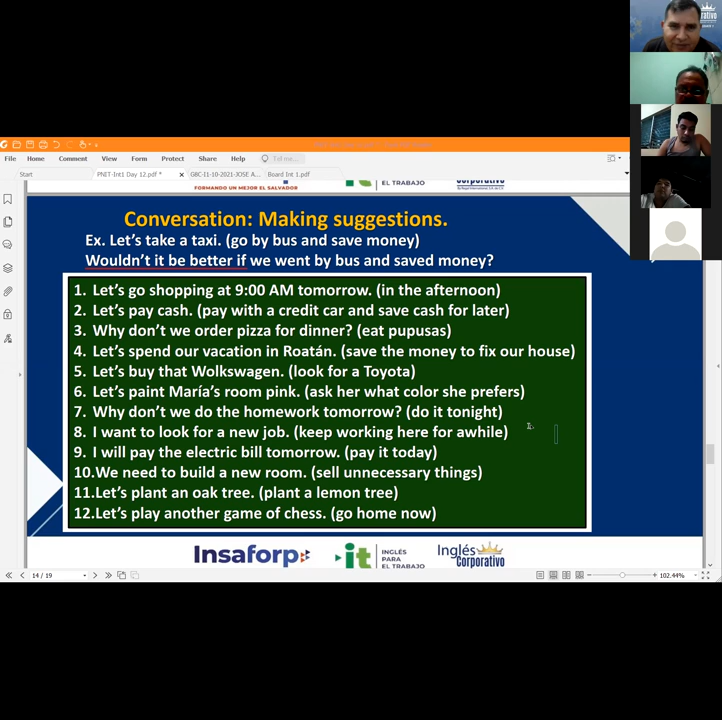 File Home Comment View Form Protect Share Help Tell me...
Start PNIT-Int1 Day 12.pdf * GBC-11-10-2021-JOSE A... Board Int 1.pdf
FORMANDO UN MEJOR EL SALVADOR
EL TRABAJO
Corporativo
Conversation: Making suggestions.
Ex. Let's take a taxi. (go by bus and save money)
Wouldn't it be better if we went by bus and saved money?
1. Let's go shopping at 9:00 AM tomorrow. (in the afternoon)
2. Let's pay cash. (pay with a credit car and save cash for later)
3. Why don't we order pizza for dinner? (eat pupusas)
4. Let's spend our vacation in Roatán. (save the money to fix our house)
5. Let's buy that Wolkswagen. (look for a Toyota)
6. Let's paint María's room pink. (ask her what color she prefers)
7. Why don't we do the homework tomorrow? (do it tonight)
8. I want to look for a new job. (keep working here for awhile)
9. I will pay the electric bill tomorrow. (pay it today)
10.We need to build a new room. (sell unnecessary things)
11.Let's plant an oak tree. (plant a lemon tree)
12.Let's play another game of chess. (go home now)
Insaforp
it INGLÉS PARA EL TRABAJO
Inglés Corporativo
14 / 19
102.44%